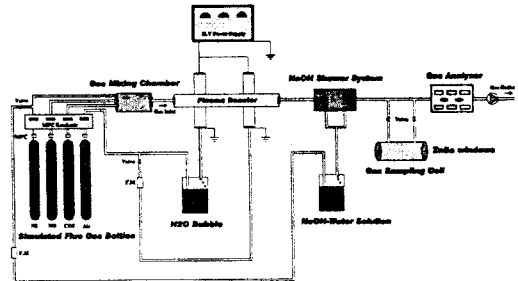 H.V Power Supply
Gas Mixing Chamber
NaOH Shower System
Gas Analyzer
Gas Outlet
Valve
Gas Inlet
Plasma Reactor
MFC Readout
MFC
Valve
Valve
ZnSe windows
F.M
Gas Sampling Cell
N2 NO CO2 Air
H2O Bubble
NaOH-Water Solution
Simulated Flue Gas Bottles
F.M